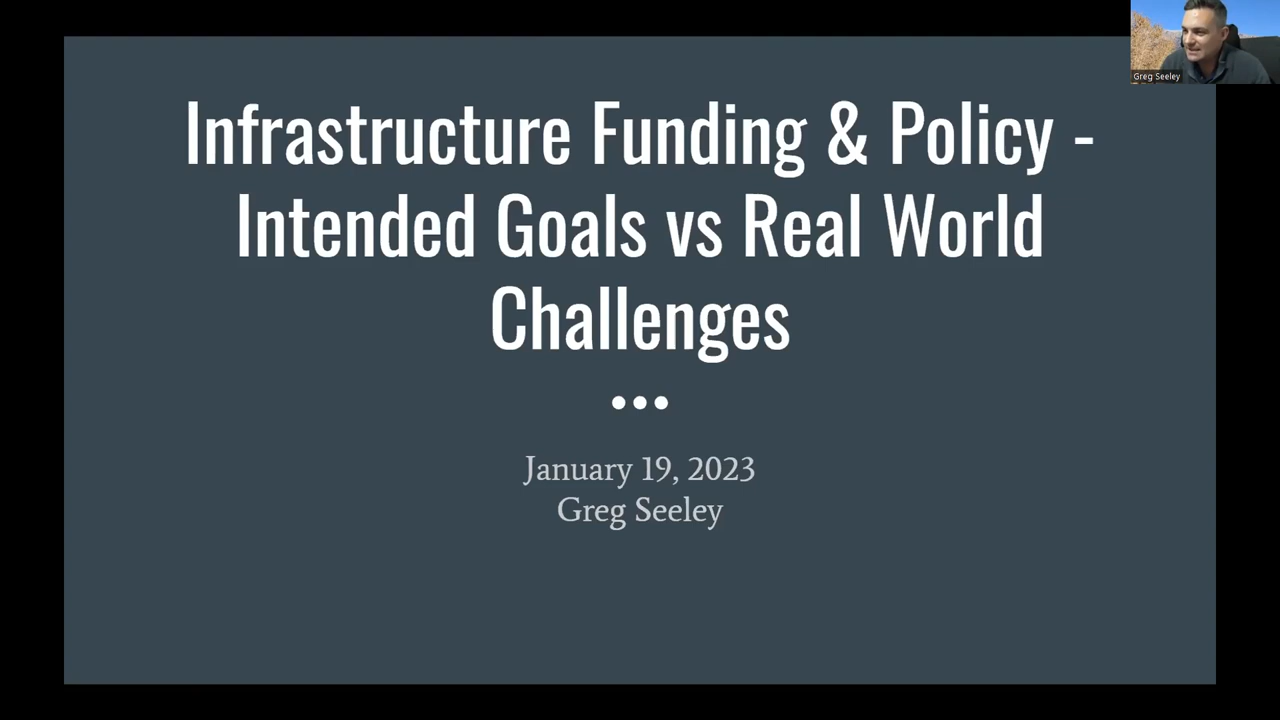 Greg Seeley
Infrastructure Funding & Policy -
Intended Goals vs Real World
Challenges
January 19, 2023
Greg Seeley